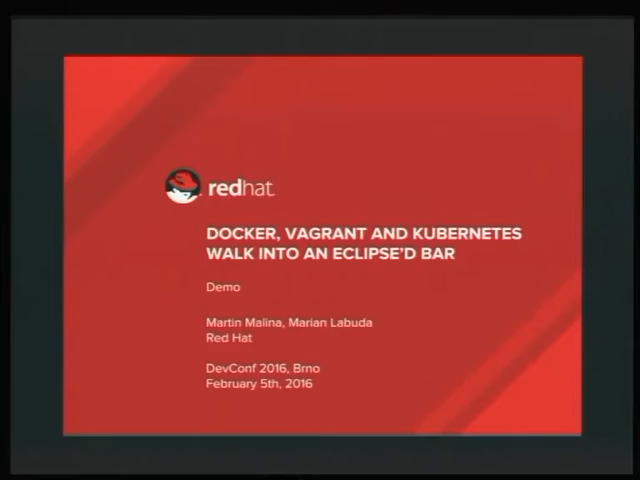 redhat.
DOCKER, VAGRANT AND KUBERNETES
WALK INTO AN ECLIPSE'D BAR
Demo
Martin Malina, Marian Labuda
Red Hat
DevConf 2016, Brno
February 5th, 2016